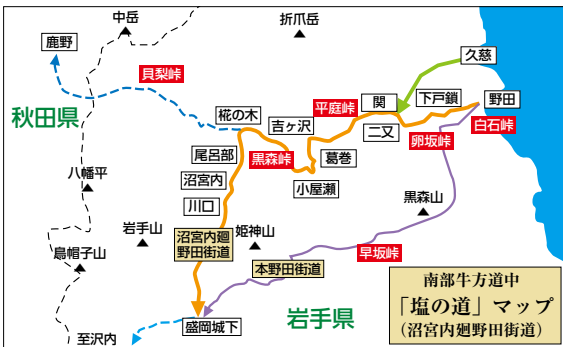 中岳
折爪岳
鹿野
久慈
貝梨峠
平庭峠
関
下戸鎖
野田
秋田県
椛の木
吉ヶ沢
二又
卵坂峠
白石峠
尾呂部
黒森峠
葛巻
八幡平
沼宮内
小屋瀬
川口
黒森山
岩手山
沼宮内廻
野田街道
姫神山
烏帽子山
早坂峠
本野田街道
南部牛方道中
「塩の道」マップ
(沼宮内廻野田街道)
至沢内
盛岡城下
岩手県